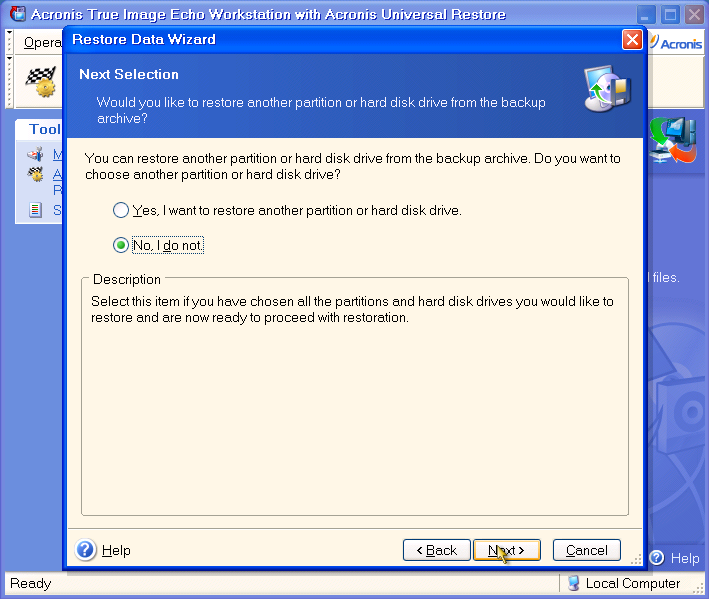 Acronis True Image Echo Workstation with Acronis Universal Restore
Opera
Acronis
Restore Data Wizard
Next Selection
Would you like to restore another partition or hard disk drive from the backup
archive?
Tool
M
A
R
S
You can restore another partition or hard disk drive from the backup archive. Do you want to
choose another partition or hard disk drive?
Yes, I want to restore another partition or hard disk drive.
No, I do not.
Description
Select this item if you have chosen all the partitions and hard disk drives you would like to
restore and are now ready to proceed with restoration.
files.
Help
< Back
Next >
Cancel
Help
Ready
Local Computer